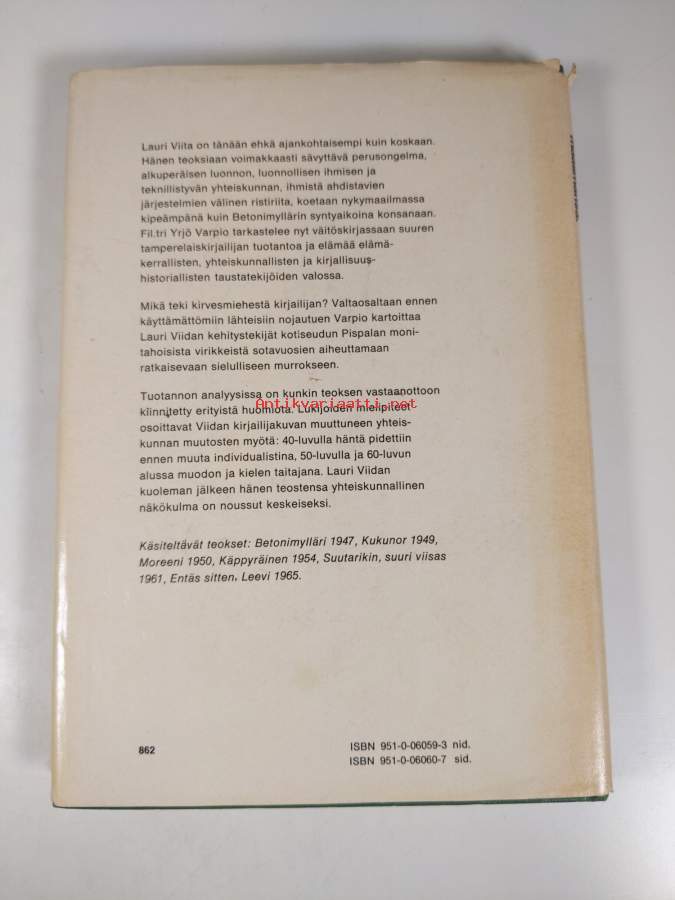 Lauri Viita on tänään ehkä ajankohtaisempi kuin koskaan.
Hänen teoksiaan voimakkaasti sävyttävä perusongelma,
alkuperäisen luonnon, luonnollisen ihmisen ja
teknillistyvän yhteiskunnan, ihmistä ahdistavien
järjestelmien välinen ristiriita, koetaan nykymaailmassa
kipeämpänä kuin Betonimyllärin syntyaikoina konsanaan.
Fil.tri Yrjö Varpio tarkastelee nyt väitöskirjassaan suuren
tamperelaiskirjailijan tuotantoa ja elämää elämä-
kerrallisten, yhteiskunnallisten ja kirjallisuus-
historiallisten taustatekijöiden valossa.
Mikä teki kirvesmiehestä kirjailijan? Valtaosaltaan ennen
käyttämättömiin lähteisiin nojautuen Varpio kartoittaa
Lauri Viidan kehitystekijät kotiseudun Pispalan moni-
tahoisista virikkeistä sotavuosien aiheuttamaan
ratkaisevaan sielulliseen murrokseen.
Tuotannon analyysissa on kunkin teoksen vastaanottoon
Antikvariaatti.net
kiinnitetty erityistä huomiota. Lukijoiden mielipiteet
osoittavat Viidan kirjailijakuvan muuttuneen yhteis-
kunnan muutosten myötä: 40-luvulla häntä pidettiin
ennen muuta individualistina, 50-luvulla ja 60-luvun
alussa muodon ja kielen taitajana. Lauri Viidan
kuoleman jälkeen hänen teostensa yhteiskunnallinen
näkökulma on noussut keskeiseksi.
Käsiteltävät teokset: Betonimylläri 1947, Kukunor 1949,
Moreeni 1950, Käppyräinen 1954, Suutarikin, suuri viisas
1961, Entäs sitten, Leevi 1965.
862
ISBN 951-0-06059-3 nid.
ISBN 951-0-06060-7 sid.